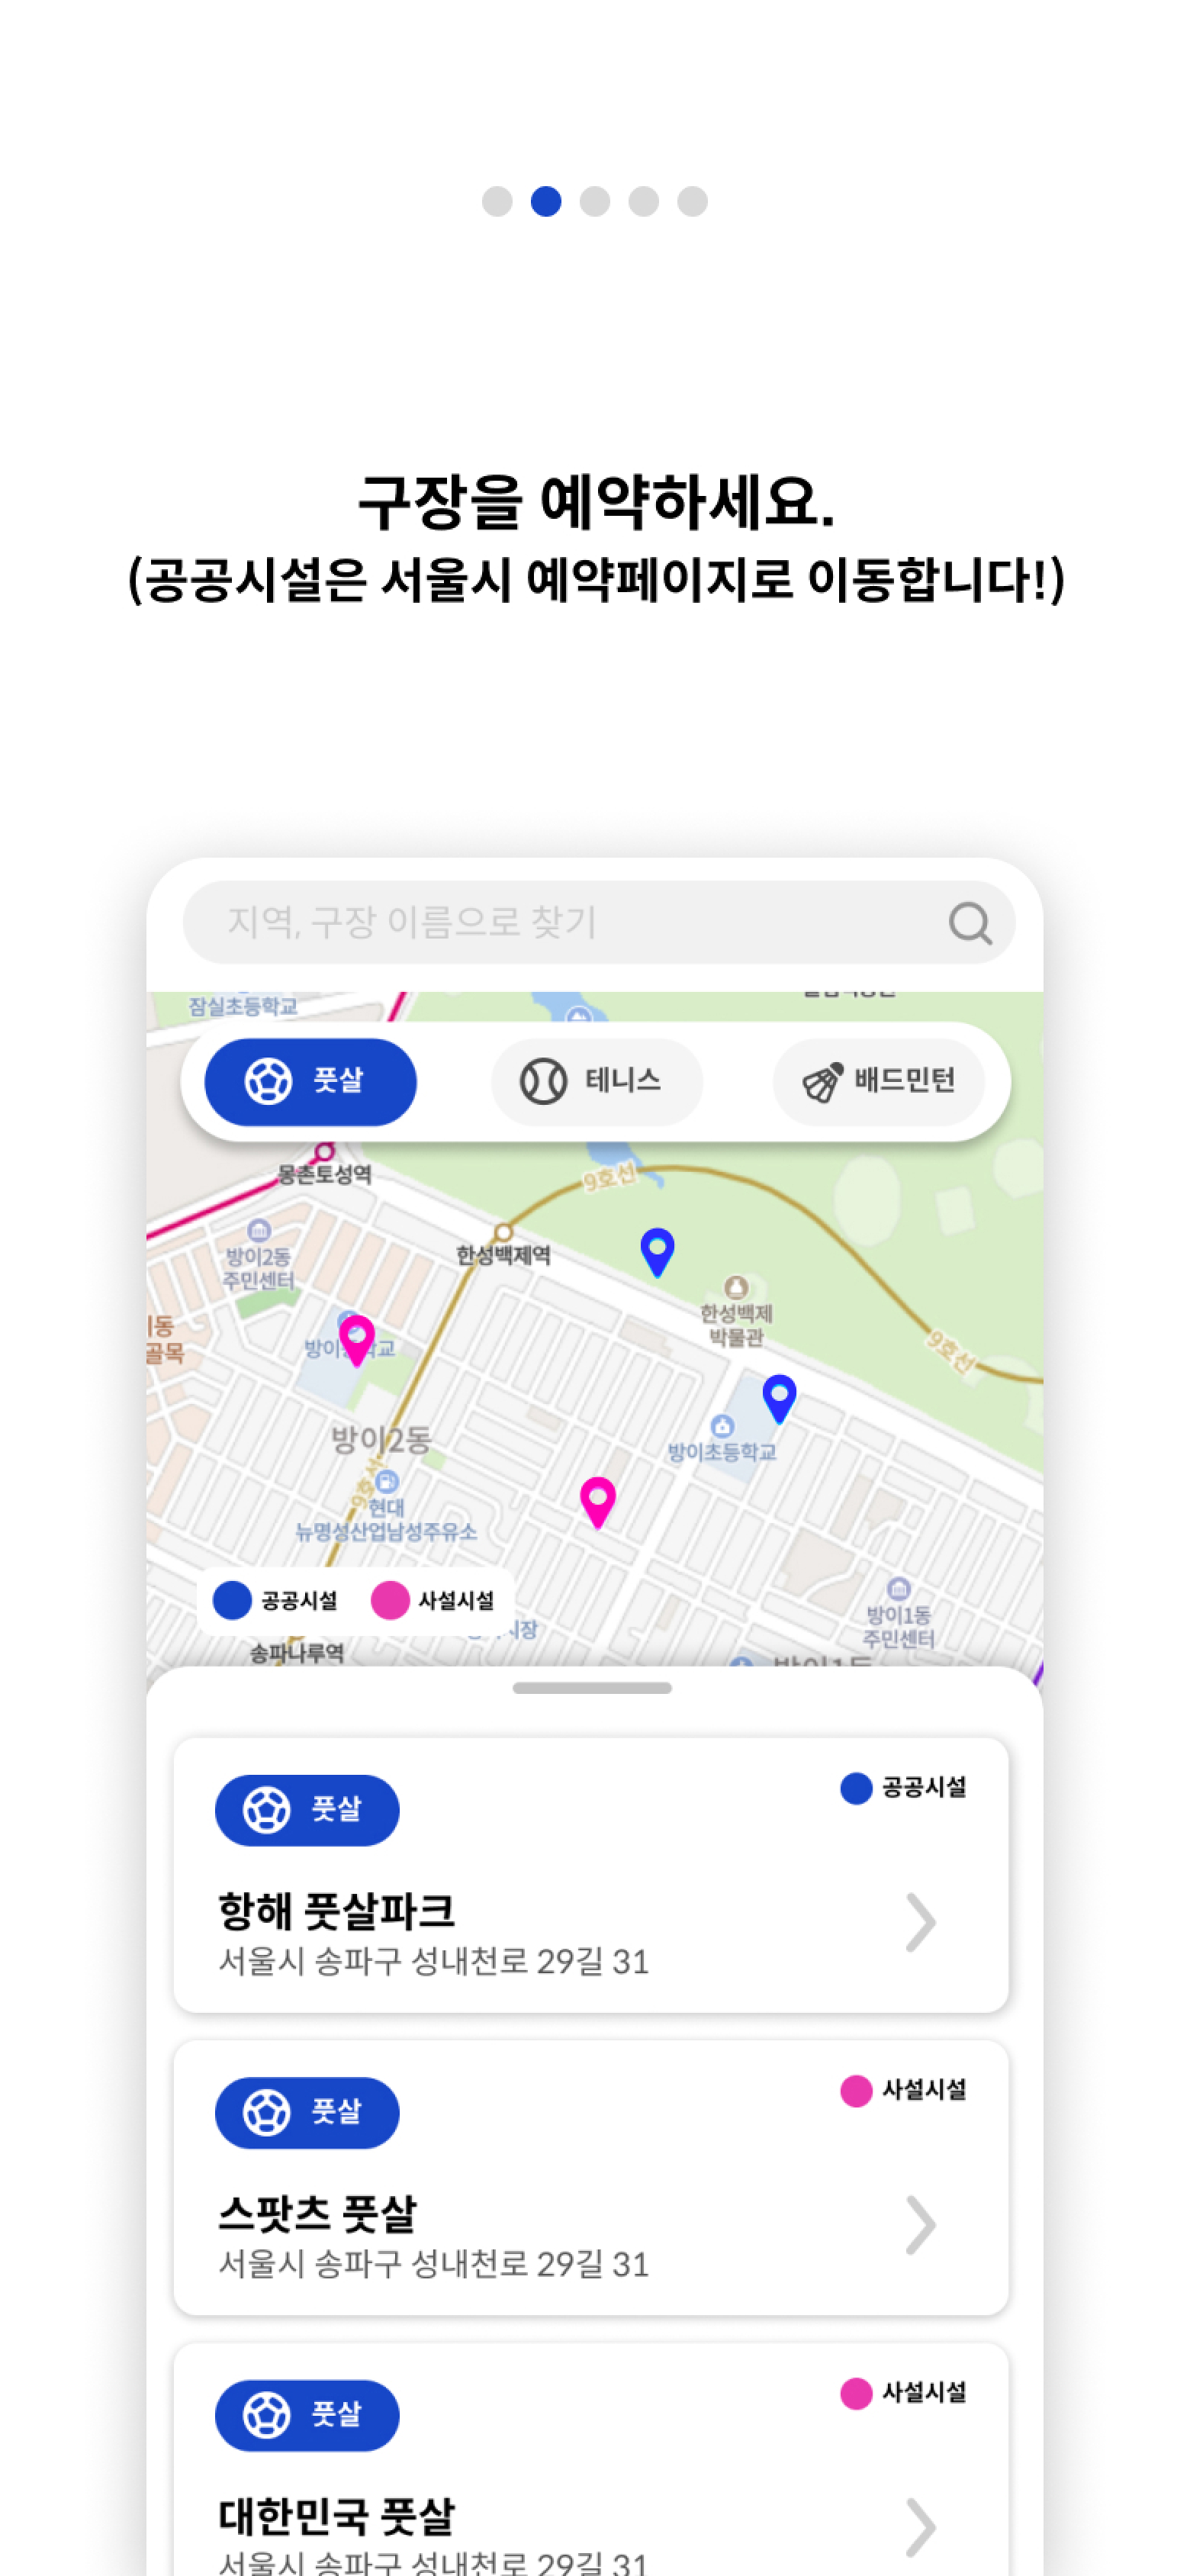 구장을 예약하세요.
(공공시설은 서울시 예약페이지로 이동합니다!)
지역, 구장 이름으로 찾기
잠실초등학교
풋살
테니스
배드민턴
몽촌토성역
9호선
한성백제역
방이2동
주민센터
한성백제
박물관
9호선
이동
골목
방이중학교
방이2동
방이초등학교
9호선
현대
뉴명성산업남성주유소
공공시설
사설시설
시장
방이1동
주민센터
송파나루역
방이1동
풋살
공공시설
항해 풋살파크
서울시 송파구 성내천로 29길 31
풋살
사설시설
스팟츠 풋살
서울시 송파구 성내천로 29길 31
풋살
사설시설
대한민국 풋살
서울시 송파구 성내천로 29길 31